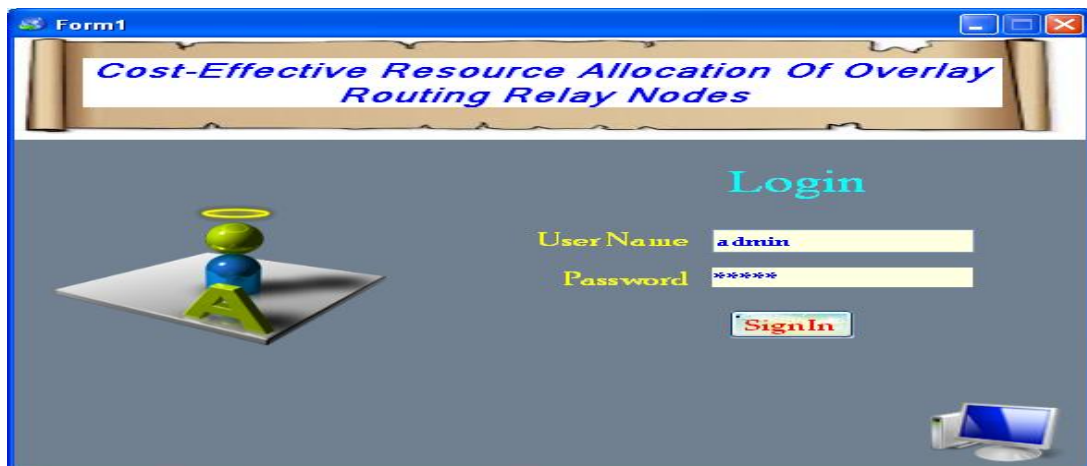 Form1
Cost-Effective Resource Allocation Of Overlay
Routing Relay Nodes
Login
User Name admin
Password *****
SignIn
A